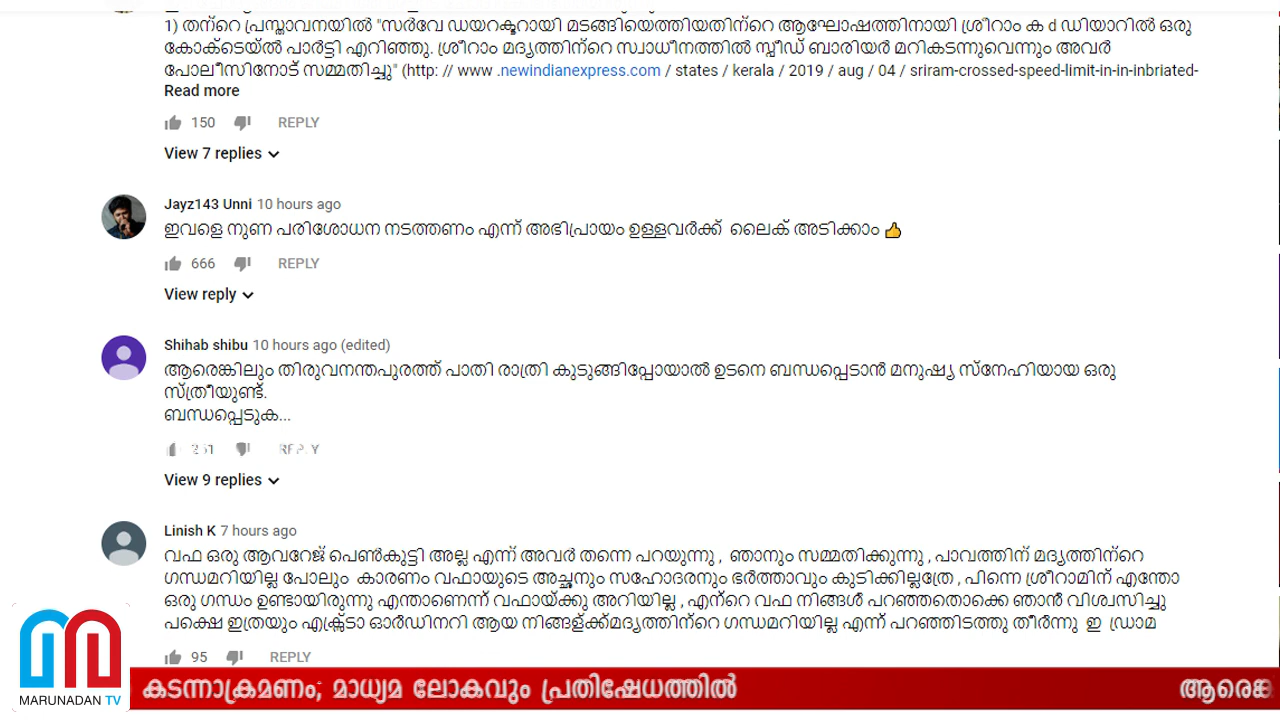 1) തന്റെ പ്രസ്താവനയിൽ "സർവേ ഡയറക്ടറായി മടങ്ങിയെത്തിയതിന്റെ ആഘോഷത്തിനായി ശ്രീറാം ക d ഡിയാറിൽ ഒരു
കോക്ടെയ്ൽ പാർട്ടി എറിഞ്ഞു. ശ്രീറാം മദ്യത്തിന്റെ സ്വാധീനത്തിൽ സ്പീഡ് ബാരിയർ മറികടന്നുവെന്നും അവർ
പോലീസിനോട് സമ്മതിച്ചു" (http: // www .newindianexpress.com / states / kerala / 2019 / aug / 04 / sriram-crossed-speed-limit-in-in-inbriated-
Read more
150 REPLY
View 7 replies
Jayz143 Unni 10 hours ago
ഇവളെ നുണ പരിശോധന നടത്തണം എന്ന് അഭിപ്രായം ഉള്ളവർക്ക് ലൈക് അടിക്കാം 👍
666 REPLY
View reply
Shihab shibu 10 hours ago (edited)
ആരെങ്കിലും തിരുവനന്തപുരത്ത് പാതി രാത്രി കുടുങ്ങിപ്പോയാൽ ഉടനെ ബന്ധപ്പെടാൻ മനുഷ്യ സ്നേഹിയായ ഒരു
സ്ത്രീയുണ്ട്.
ബന്ധപ്പെടുക...
REPLY
View 9 replies
Linish K 7 hours ago
വഫ ഒരു ആവറേജ് പെൺകുട്ടി അല്ല എന്ന് അവർ തന്നെ പറയുന്നു , ഞാനും സമ്മതിക്കുന്നു , പാവത്തിന് മദ്യത്തിന്റെ
ഗന്ധമറിയില്ല പോലും കാരണം വഫായുടെ അച്ഛനും സഹോദരനും ഭർത്താവും കുടിക്കില്ലത്രേ , പിന്നെ ശ്രീറാമിന് എന്തോ
ഒരു ഗന്ധം ഉണ്ടായിരുന്നു എന്താണെന്ന് വഫായ്ക്കു അറിയില്ല , എന്റെ വഫ നിങ്ങൾ പറഞ്ഞതൊക്കെ ഞാൻ വിശ്വസിച്ചു
പക്ഷെ ഇത്രയും എക്സ്ട്രാ ഓർഡിനറി ആയ നിങ്ങള്ക്ക്മദ്യത്തിന്റെ ഗന്ധമറിയില്ല എന്ന് പറഞ്ഞിടത്തു തീർന്നു ഇ ഡ്രാമ
95 REPLY
MARUNADAN TV
കടന്നാക്രമണം; മാധ്യമ ലോകവും പ്രതിഷേധത്തിൽ